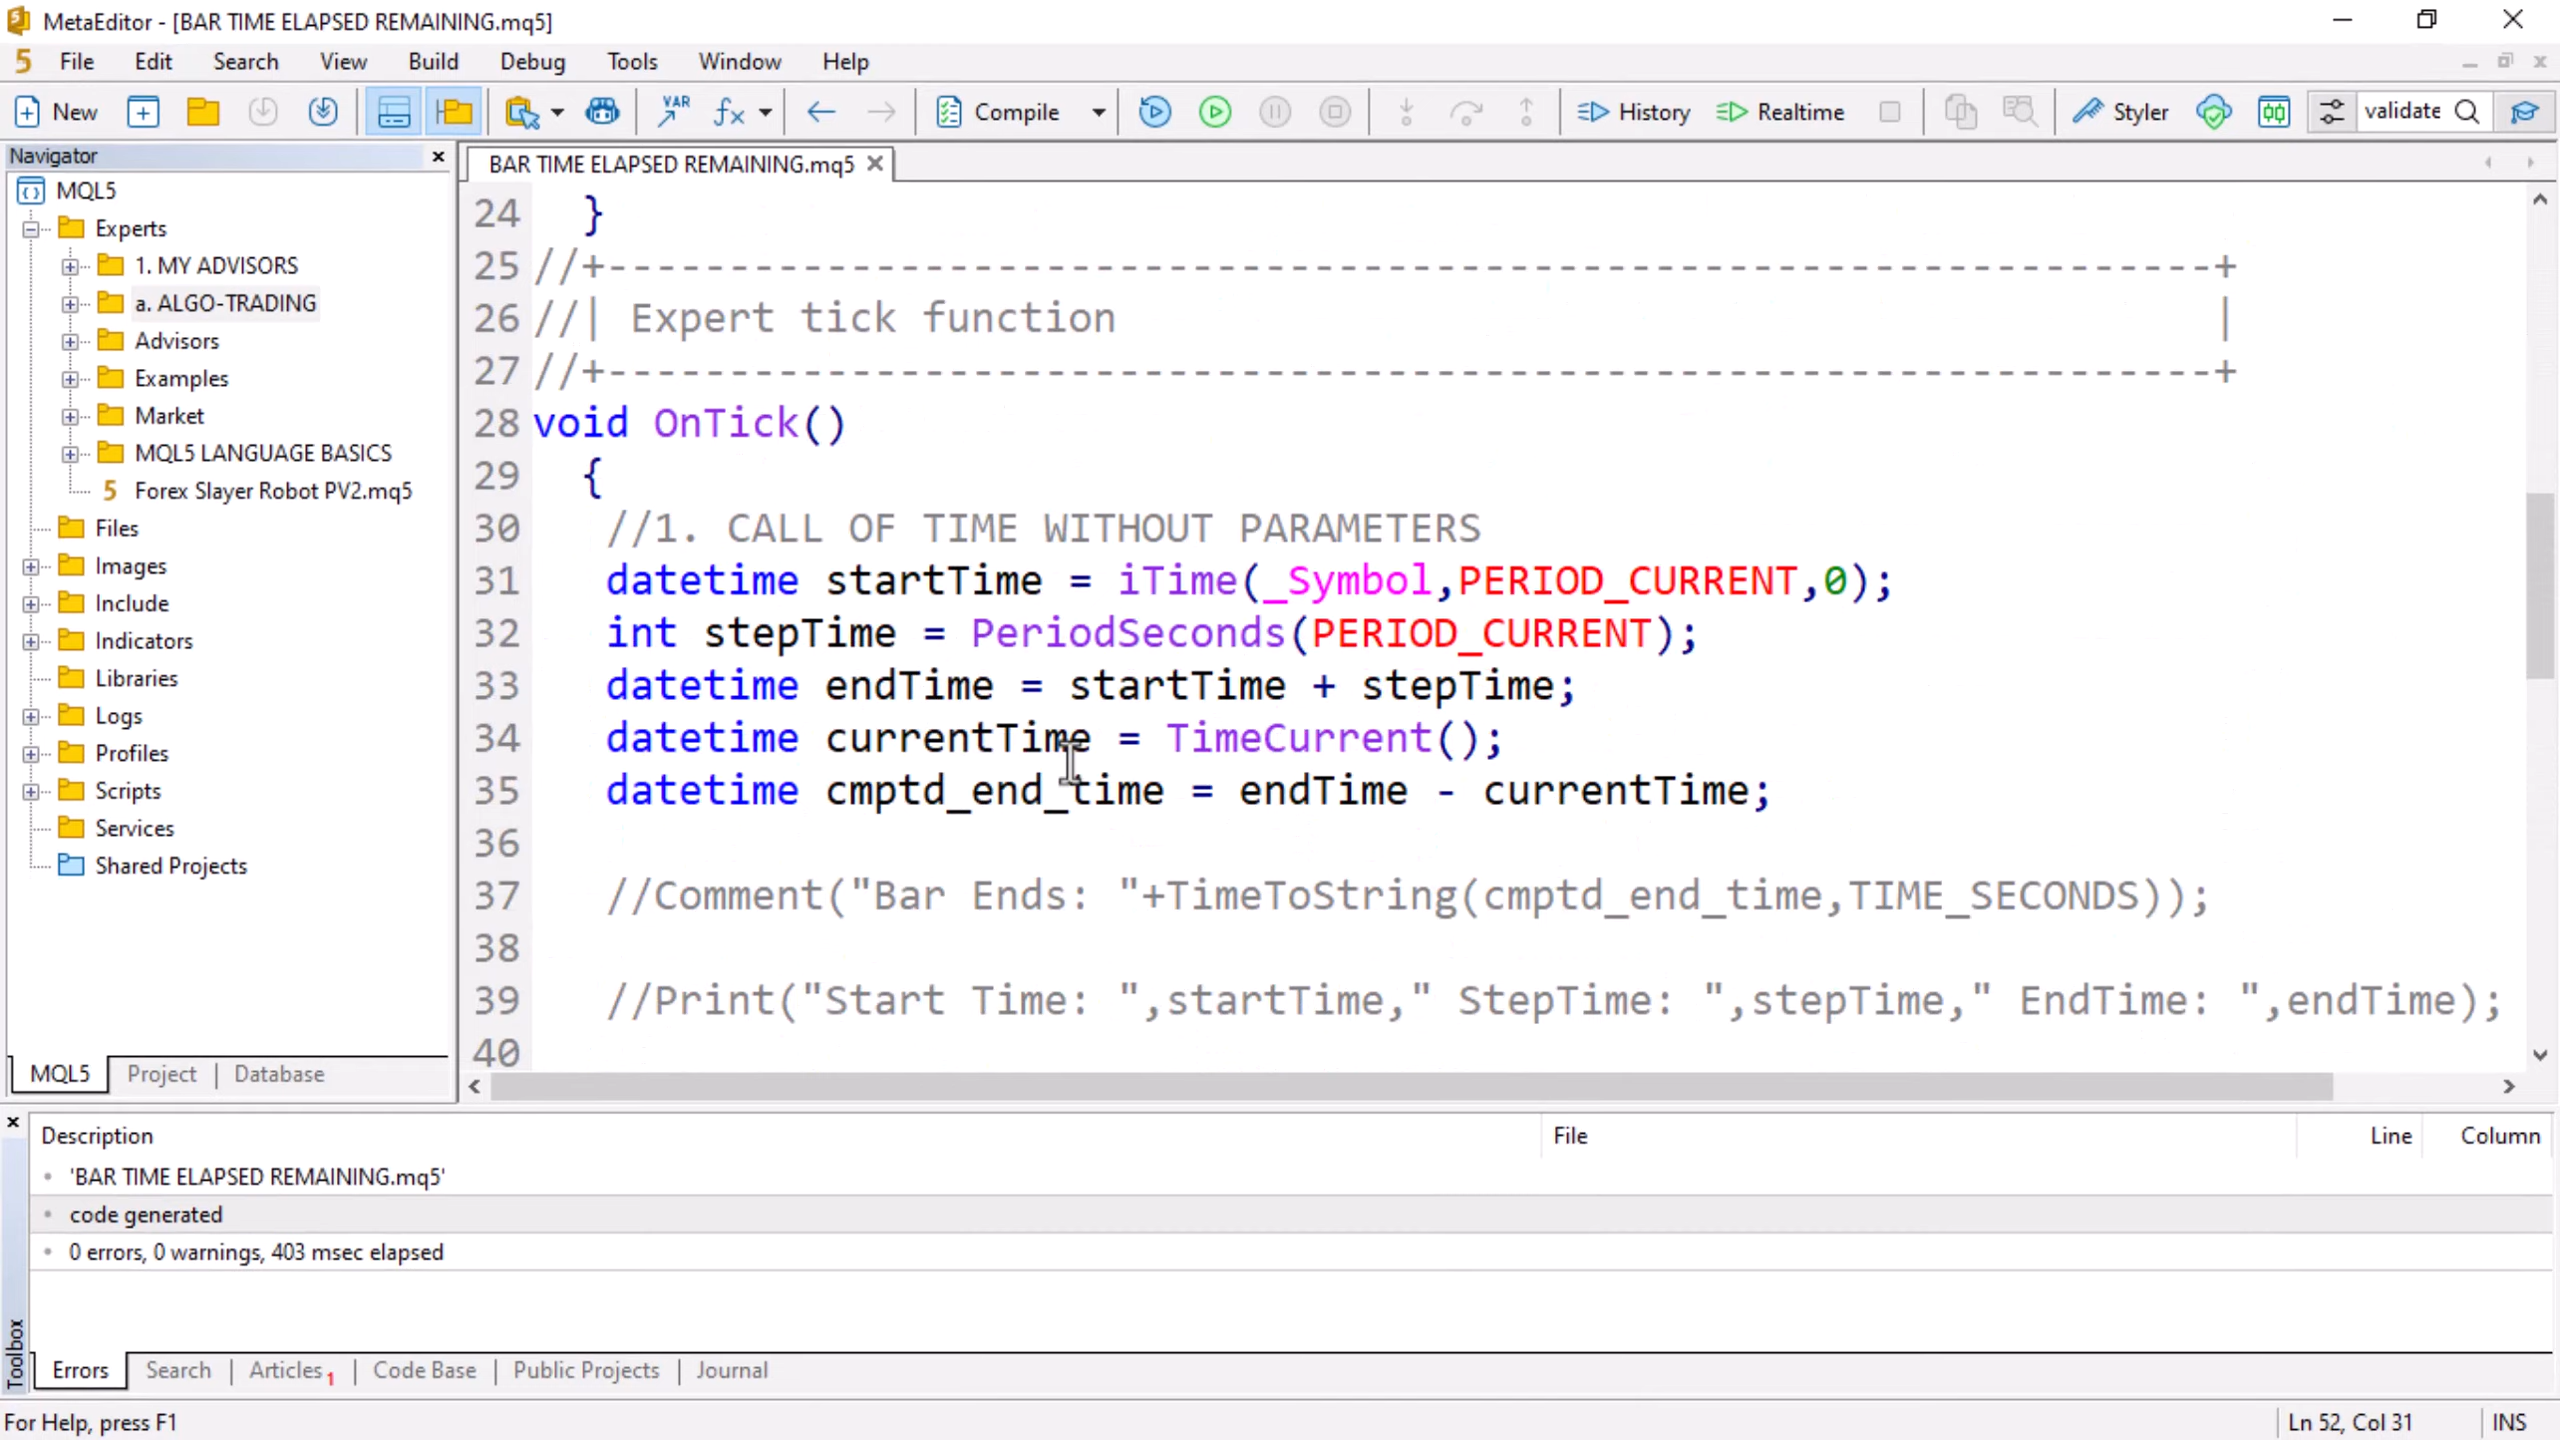 MetaEditor - [BAR TIME ELAPSED REMAINING.mq5]
5 File Edit Search View Build Debug Tools Window Help
New VAR fx Compile History Realtime Styler validate
Navigator
MQL5
Experts
1. MY ADVISORS
a. ALGO-TRADING
Advisors
Examples
Market
MQL5 LANGUAGE BASICS
5 Forex Slayer Robot PV2.mq5
Files
Images
Include
Indicators
Libraries
Logs
Profiles
Scripts
Services
Shared Projects
MQL5 | Project | Database
BAR TIME ELAPSED REMAINING.mq5
24 }
25 //+------------------------------------------------------------------+
26 //| Expert tick function |
27 //+------------------------------------------------------------------+
28 void OnTick()
29 {
30 //1. CALL OF TIME WITHOUT PARAMETERS
31 datetime startTime = iTime(_Symbol,PERIOD_CURRENT,0);
32 int stepTime = PeriodSeconds(PERIOD_CURRENT);
33 datetime endTime = startTime + stepTime;
34 datetime currentTime = TimeCurrent();
35 datetime cmptd_end_time = endTime - currentTime;
36
37 //Comment("Bar Ends: "+TimeToString(cmptd_end_time,TIME_SECONDS));
38
39 //Print("Start Time: ",startTime," StepTime: ",stepTime," EndTime: ",endTime);
40
Description File Line Column
'BAR TIME ELAPSED REMAINING.mq5'
code generated
0 errors, 0 warnings, 403 msec elapsed
Toolbox
Errors | Search | Articles 1 | Code Base | Public Projects | Journal
For Help, press F1 Ln 52, Col 31 INS